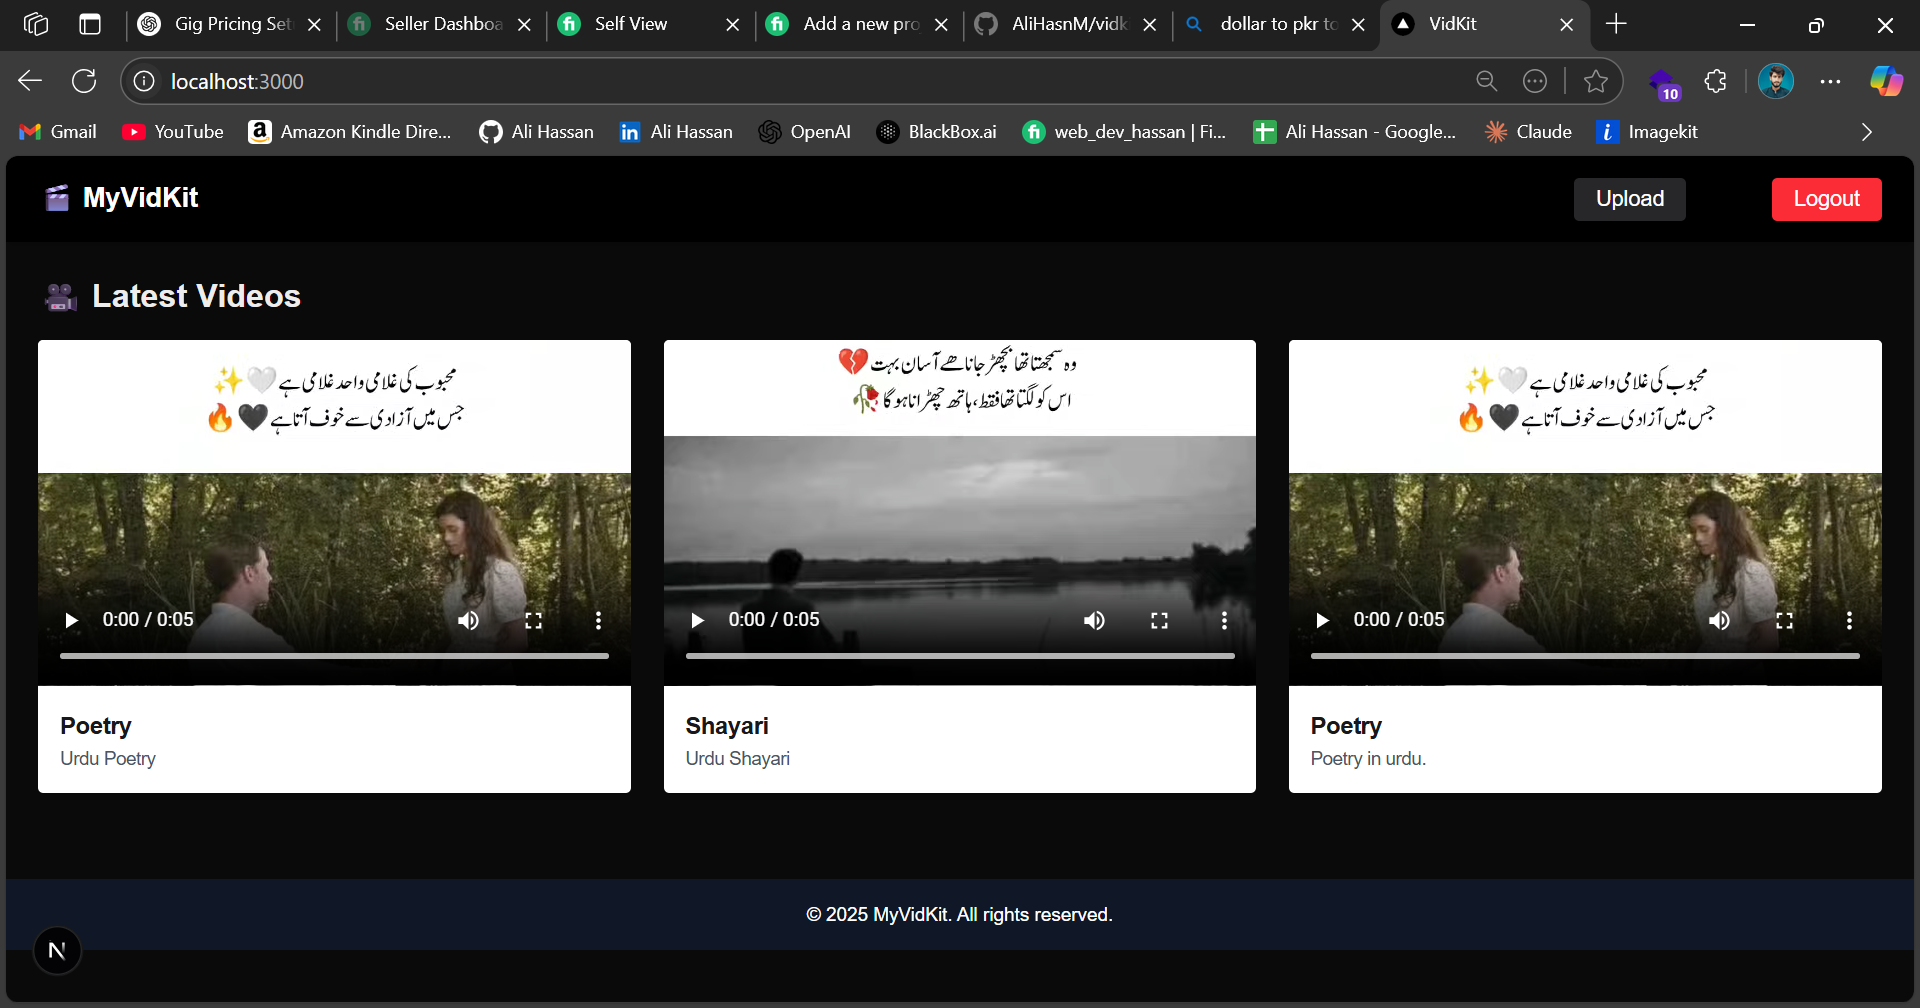 Gig Pricing Set
Seller Dashboa
Self View
Add a new pro
AliHasnM/vidk
dollar to pkr to
VidKit
localhost:3000
10
Gmail
YouTube
Amazon Kindle Dire...
Ali Hassan
Ali Hassan
OpenAI
BlackBox.ai
web_dev_hassan | Fi...
Ali Hassan - Google...
Claude
Imagekit
MyVidKit
Upload
Logout
Latest Videos
محبوب کی غلامی واحد غلامی ہے 🤍✨
جس میں آزادی سے خوف آتا ہے 🖤🔥
0:00 / 0:05
Poetry
Urdu Poetry
وہ سمجھتا تھا بچھڑ جانا ھے آسان بہت 💔
اس کو لگتا تھا فقط، ہاتھ چھڑانا ہو گا 🥀
0:00 / 0:05
Shayari
Urdu Shayari
محبوب کی غلامی واحد غلامی ہے 🤍✨
جس میں آزادی سے خوف آتا ہے 🖤🔥
0:00 / 0:05
Poetry
Poetry in urdu.
© 2025 MyVidKit. All rights reserved.
N